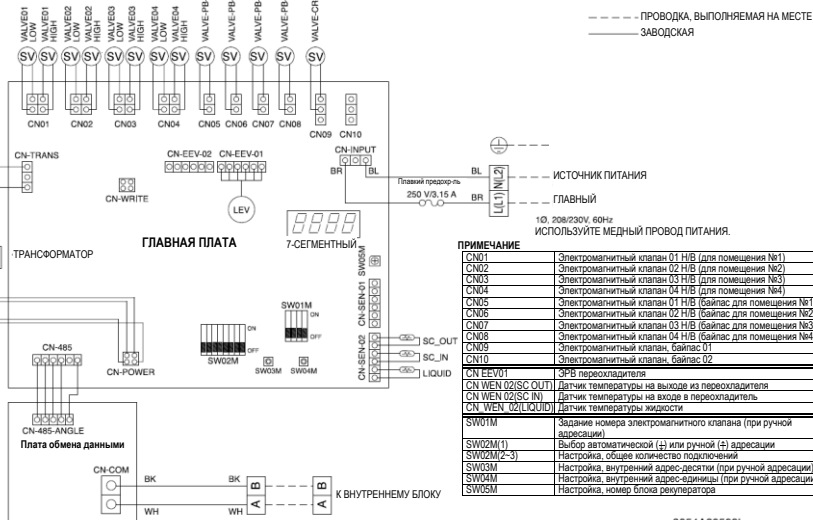 ПРОВОДКА, ВЫПОЛНЯЕМАЯ НА МЕСТЕ
ЗАВОДСКАЯ
VALVE01 LOW
VALVE01 HIGH
VALVE02 LOW
VALVE02 HIGH
VALVE03 LOW
VALVE03 HIGH
VALVE04 LOW
VALVE04 HIGH
VALVE-PB-
VALVE-PB-
VALVE-PB-
VALVE-PB-
VALVE-CR
SV SV SV SV SV SV SV SV SV SV SV SV SV
CN01 CN02 CN03 CN04 CN05 CN06 CN07 CN08 CN09 CN10
CN-TRANS
CN-EEV-02 CN-EEV-01
CN-INPUT
BR BL
CN-WRITE
LEV
Плавкий предохр-ль
250 V/3.15 A
BL
BR
N(L2)
L(L1)
ИСТОЧНИК ПИТАНИЯ
ГЛАВНЫЙ
1Ø, 208/230V, 60Hz
ИСПОЛЬЗУЙТЕ МЕДНЫЙ ПРОВОД ПИТАНИЯ.
ТРАНСФОРМАТОР
ГЛАВНАЯ ПЛАТА
7-СЕГМЕНТНЫЙ
SW05M
CN-SEN-01
SW01M
ON
OFF
SW02M
ON
OFF
SW03M SW04M
CN-SEN-02
SC_OUT
SC_IN
LIQUID
CN-485
CN-POWER
CN-485-ANGLE
Плата обмена данными
CN-COM
BK BK B B
WH WH A A
К ВНУТРЕННЕМУ БЛОКУ
ПРИМЕЧАНИЕ
CN01 Электромагнитный клапан 01 Н/В (для помещения №1)
CN02 Электромагнитный клапан 02 Н/В (для помещения №2)
CN03 Электромагнитный клапан 03 Н/В (для помещения №3)
CN04 Электромагнитный клапан 04 Н/В (для помещения №4)
CN05 Электромагнитный клапан 01 Н/В (байпас для помещения №1
CN06 Электромагнитный клапан 02 Н/В (байпас для помещения №2
CN07 Электромагнитный клапан 03 Н/В (байпас для помещения №3
CN08 Электромагнитный клапан 04 Н/В (байпас для помещения №4
CN09 Электромагнитный клапан, байпас 01
CN10 Электромагнитный клапан, байпас 02
CN EEV01 ЭРВ переохладителя
CN WEN 02(SC OUT) Датчик температуры на выходе из переохладителя
CN WEN 02(SC IN) Датчик температуры на входе в переохладитель
CN_WEN_02(LIQUID) Датчик температуры жидкости
SW01M Задание номера электромагнитного клапана (при ручной
адресации)
SW02M(1) Выбор автоматической или ручной адресации
SW02M(2~3) Настройка, общее количество подключений
SW03M Настройка, внутренний адрес-десятки (при ручной адресации)
SW04M Настройка, внутренний адрес-единицы (при ручной адресации
SW05M Настройка, номер блока рекуператора